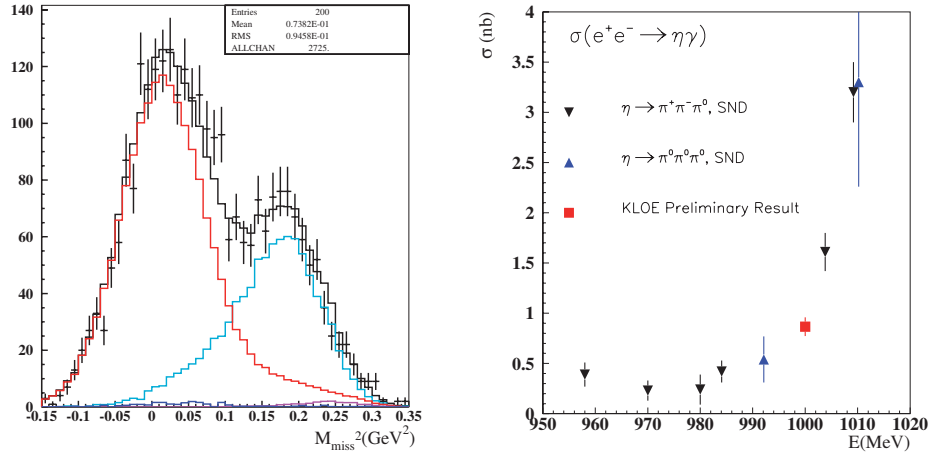 Entries 200
Mean 0.7382E-01
RMS 0.9458E-01
ALLCHAN 2725.
140
120
100
80
60
40
20
0
-0.15 -0.1 -0.05 0 0.05 0.1 0.15 0.2 0.25 0.3 0.35
M_miss²(GeV²)
σ (nb)
σ(e⁺e⁻→ηγ)
η→π⁺π⁻π⁰, SND
η→π⁰π⁰π⁰, SND
KLOE Preliminary Result
4
3.5
3
2.5
2
1.5
1
0.5
0
950 960 970 980 990 1000 1010 1020
E(MeV)